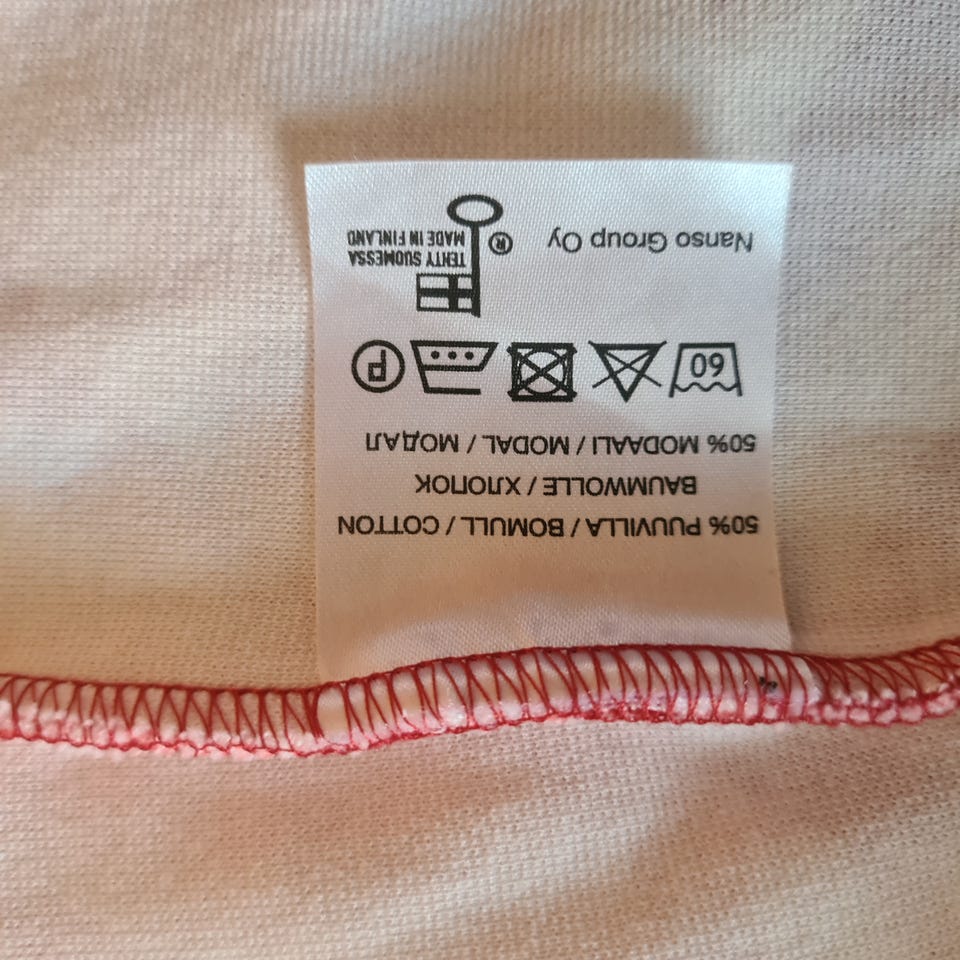 50% PUUVILLA / BOMULL / COTTON
BAUMWOLLE / ХЛОПОК
50% MODAALI / MODAL / МОДАЛ
60
P
TEHTY SUOMESSA
MADE IN FINLAND
®
Nanso Group Oy